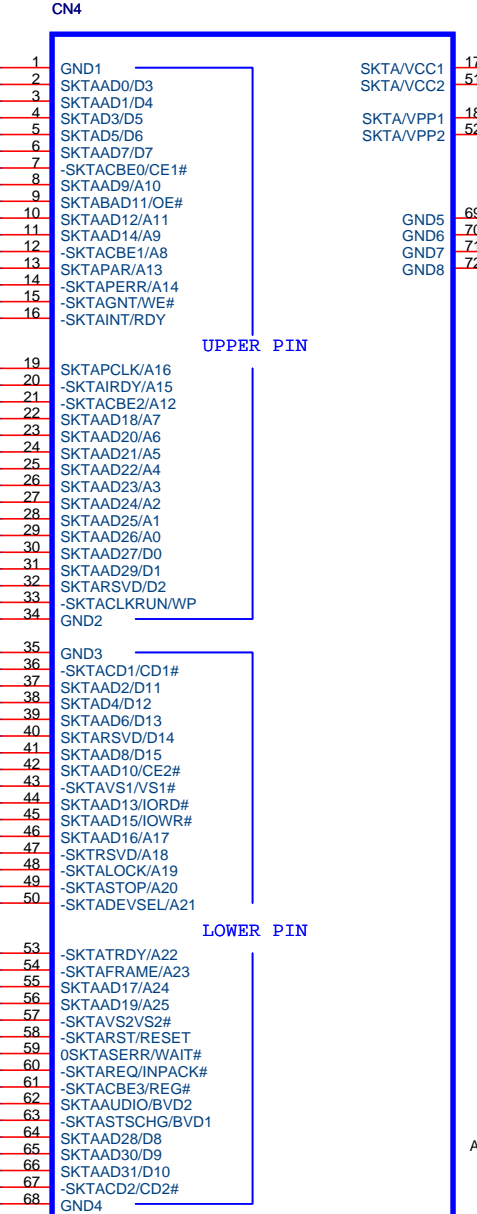 CN4
1 GND1
2 SKTAAD0/D3
3 SKTAAD1/D4
4 SKTAD3/D5
5 SKTAD5/D6
6 SKTAAD7/D7
7 -SKTACBE0/CE1#
8 SKTAAD9/A10
9 SKTABAD11/OE#
10 SKTAAD12/A11
11 SKTAAD14/A9
12 -SKTACBE1/A8
13 SKTAPAR/A13
14 -SKTAPERR/A14
15 -SKTAGNT/WE#
16 -SKTAINT/RDY
UPPER PIN
19 SKTAPCLK/A16
20 -SKTAIRDY/A15
21 -SKTACBE2/A12
22 SKTAAD18/A7
23 SKTAAD20/A6
24 SKTAAD21/A5
25 SKTAAD22/A4
26 SKTAAD23/A3
27 SKTAAD24/A2
28 SKTAAD25/A1
29 SKTAAD26/A0
30 SKTAAD27/D0
31 SKTAAD29/D1
32 SKTARSVD/D2
33 -SKTACLKRUN/WP
34 GND2
35 GND3
36 -SKTACD1/CD1#
37 SKTAAD2/D11
38 SKTAD4/D12
39 SKTAAD6/D13
40 SKTARSVD/D14
41 SKTAAD8/D15
42 SKTAAD10/CE2#
43 -SKTAVS1/VS1#
44 SKTAAD13/IORD#
45 SKTAAD15/IOWR#
46 SKTAAD16/A17
47 -SKTRSVD/A18
48 -SKTALOCK/A19
49 -SKTASTOP/A20
50 -SKTADEVSEL/A21
LOWER PIN
53 -SKTATRDY/A22
54 -SKTAFRAME/A23
55 SKTAAD17/A24
56 SKTAAD19/A25
57 -SKTAVS2VS2#
58 -SKTARST/RESET
59 0SKTASERR/WAIT#
60 -SKTAREQ/INPACK#
61 -SKTACBE3/REG#
62 SKTAAUDIO/BVD2
63 -SKTASTSCHG/BVD1
64 SKTAAD28/D8
65 SKTAAD30/D9
66 SKTAAD31/D10
67 -SKTACD2/CD2#
68 GND4
SKTA/VCC1 17
SKTA/VCC2 51
SKTA/VPP1 18
SKTA/VPP2 52
GND5 69
GND6 70
GND7 71
GND8 72
A